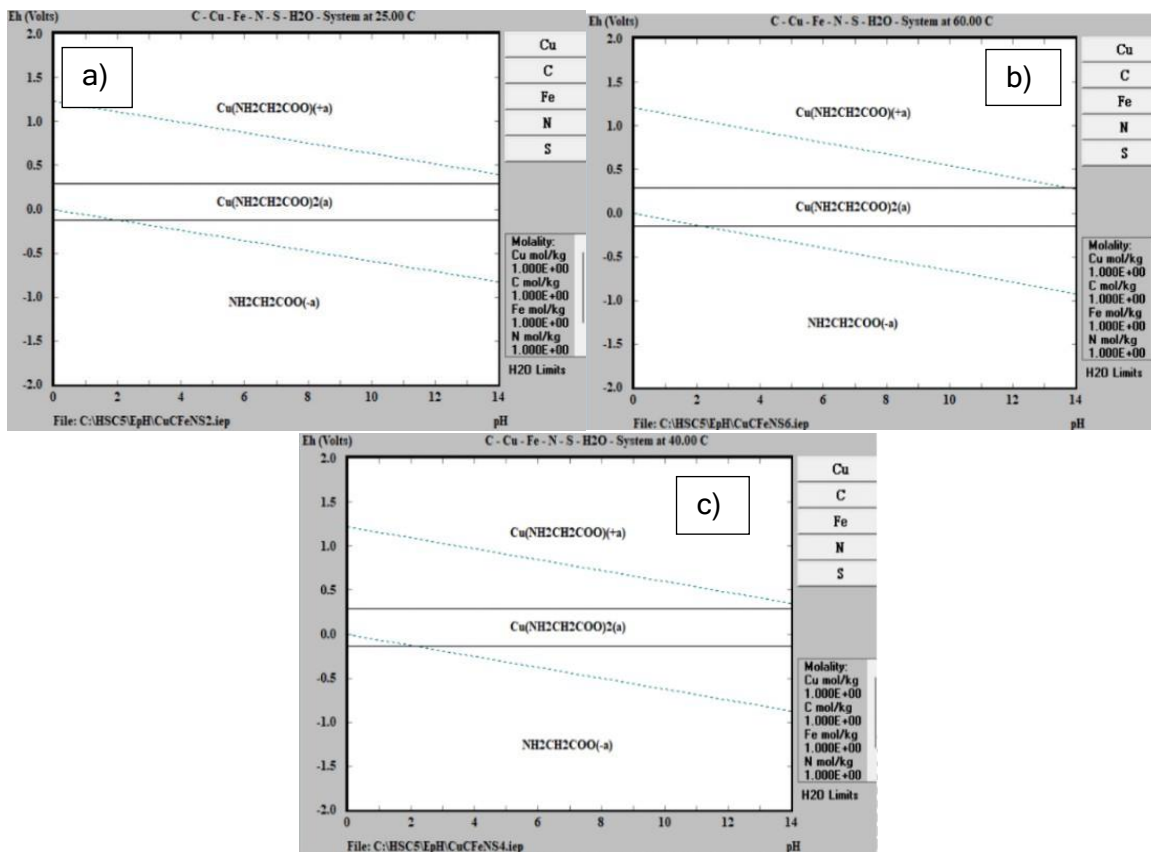 Eh (Volts) C - Cu - Fe - N - S - H2O - System at 25.00 C
a)
2.0
1.5
1.0
0.5
0.0
-0.5
-1.0
-1.5
-2.0
Cu(NH2CH2COO)(+a)
Cu(NH2CH2COO)2(a)
NH2CH2COO(-a)
0 2 4 6 8 10 12 14
File: C:\HSC5\EpH\CuCFeNS2.iep pH
Cu
C
Fe
N
S
Molality:
Cu mol/kg
1.000E+00
C mol/kg
1.000E+00
Fe mol/kg
1.000E+00
N mol/kg
1.000E+00
H2O Limits
Eh (Volts) C - Cu - Fe - N - S - H2O - System at 60.00 C
b)
2.0
1.5
1.0
0.5
0.0
-0.5
-1.0
-1.5
-2.0
Cu(NH2CH2COO)(+a)
Cu(NH2CH2COO)2(a)
NH2CH2COO(-a)
0 2 4 6 8 10 12 14
File: C:\HSC5\EpH\CuCFeNS6.iep pH
Cu
C
Fe
N
S
Molality:
Cu mol/kg
1.000E+00
C mol/kg
1.000E+00
Fe mol/kg
1.000E+00
N mol/kg
1.000E+00
H2O Limits
Eh (Volts) C - Cu - Fe - N - S - H2O - System at 40.00 C
c)
2.0
1.5
1.0
0.5
0.0
-0.5
-1.0
-1.5
-2.0
Cu(NH2CH2COO)(+a)
Cu(NH2CH2COO)2(a)
NH2CH2COO(-a)
0 2 4 6 8 10 12 14
File: C:\HSC5\EpH\CuCFeNS4.iep pH
Cu
C
Fe
N
S
Molality:
Cu mol/kg
1.000E+00
C mol/kg
1.000E+00
Fe mol/kg
1.000E+00
N mol/kg
1.000E+00
H2O Limits